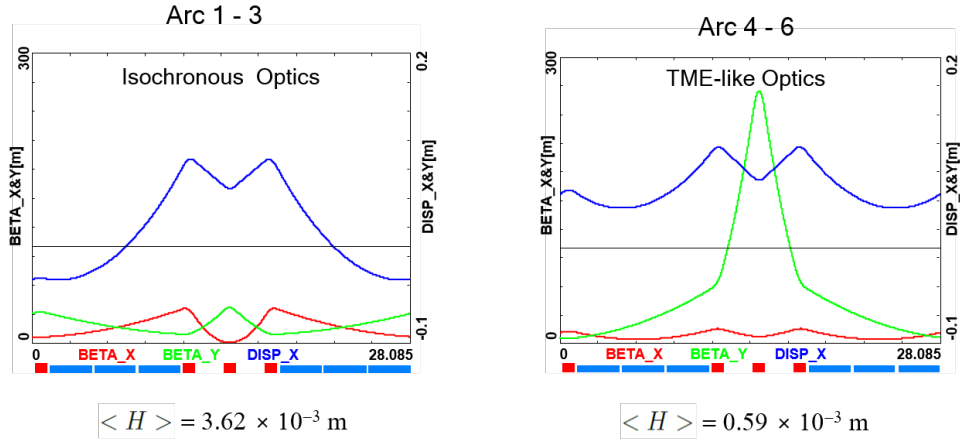 Arc 1 - 3
300
0.2
Isochronous Optics
BETA_X&Y[m]
DISP_X&Y[m]
0
-0.1
0
BETA_X
BETA_Y
DISP_X
28.085
< H > = 3.62 × 10⁻³ m
Arc 4 - 6
300
0.2
TME-like Optics
BETA_X&Y[m]
DISP_X&Y[m]
0
-0.1
0
BETA_X
BETA_Y
DISP_X
28.085
< H > = 0.59 × 10⁻³ m